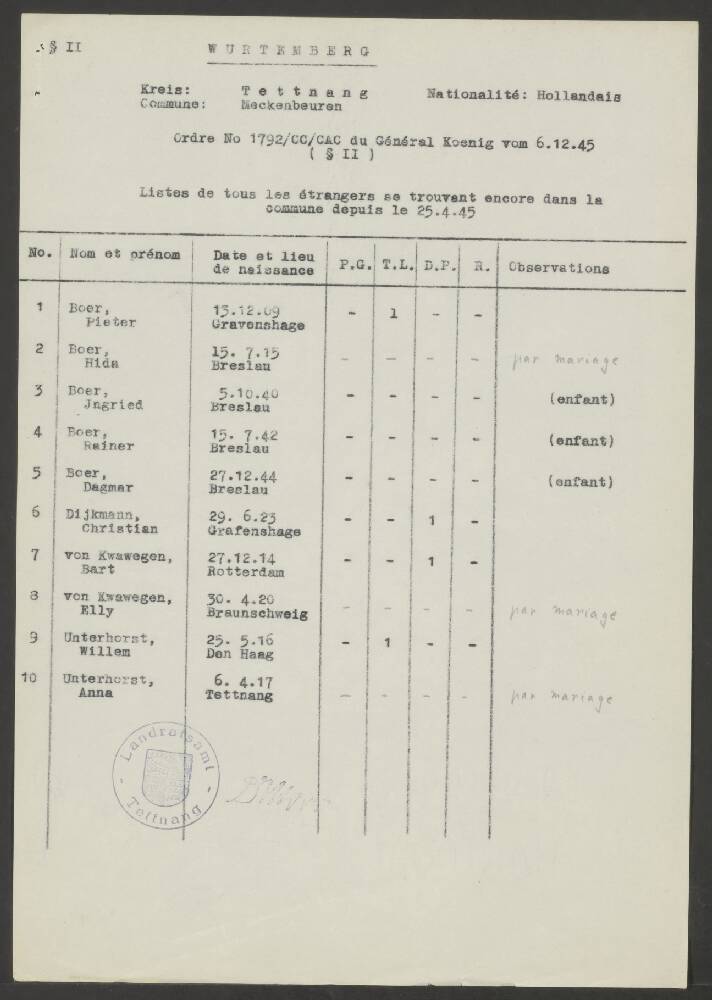 § II
WURTEMBERG
Kreis: Tettnang Nationalité: Hollandais
Commune: Meckenbeuren
Ordre No 1792/CC/CAC du Général Koenig vom 6.12.45
( § II )
Listes de tous les étrangers se trouvant encore dans la
commune depuis le 25.4.45
No. Nom et prénom Date et lieu de naissance P.G. T.L. D.P. R. Observations
1 Boer, 13.12.09 - 1 - -
Pieter Gravenshage
2 Boer, 15. 7.15 - - - - par mariage
Hida Breslau
3 Boer, 5.10.40 - - - - (enfant)
Jngried Breslau
4 Boer, 15. 7.42 - - - - (enfant)
Rainer Breslau
5 Boer, 27.12.44 - - - - (enfant)
Dagmar Breslau
6 Dijkmann, 29. 6.23 - - 1 -
Christian Grafenshage
7 von Kwawegen, 27.12.14 - - 1 -
Bart Rotterdam
8 von Kwawegen, 30. 4.20 - - - - par mariage
Elly Braunschweig
9 Unterhorst, 25. 5.16 - 1 - -
Willem Den Haag
10 Unterhorst, 6. 4.17 - - - - par mariage
Anna Tettnang
Landratsamt
- Tettnang -